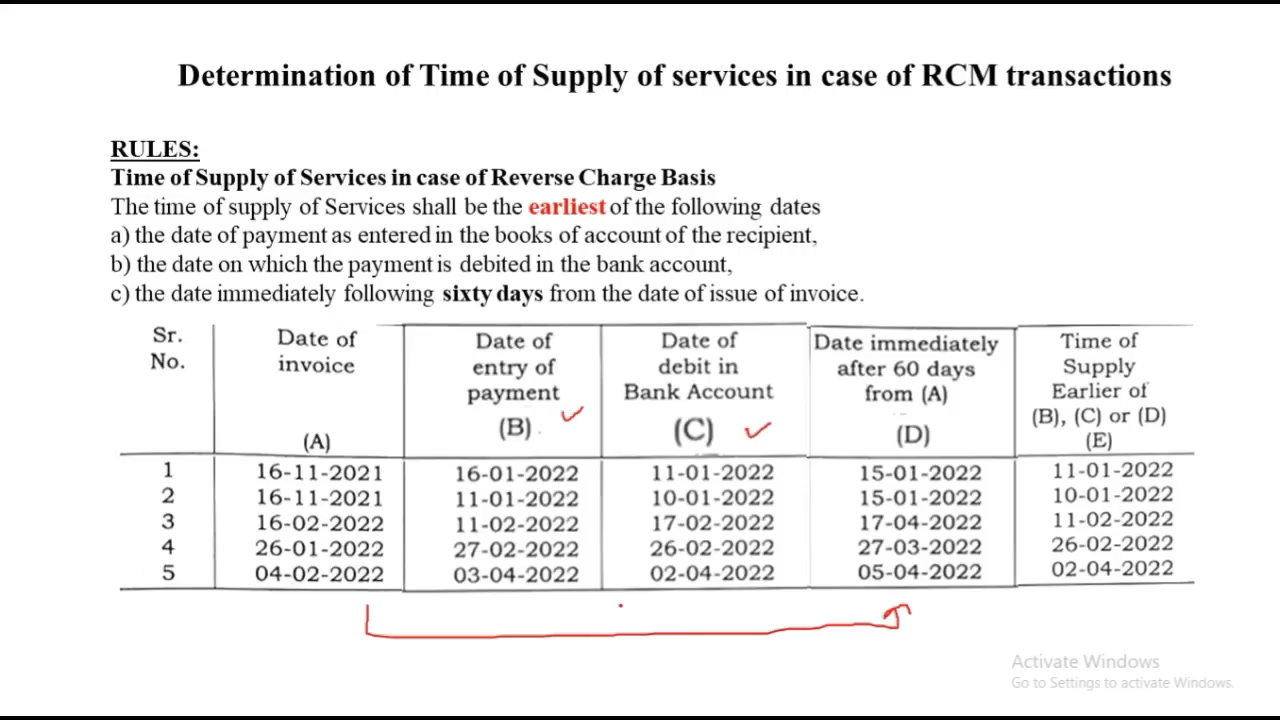 Determination of Time of Supply of services in case of RCM transactions
RULES:
Time of Supply of Services in case of Reverse Charge Basis
The time of supply of Services shall be the earliest of the following dates
a) the date of payment as entered in the books of account of the recipient,
b) the date on which the payment is debited in the bank account,
c) the date immediately following sixty days from the date of issue of invoice.
Sr. Date of Date of Date of Date immediately Time of
No. invoice entry of debit in after 60 days Supply
payment Bank Account from (A) Earlier of
(B) (C) (D) (B), (C) or (D)
(A) (E)
1 16-11-2021 16-01-2022 11-01-2022 15-01-2022 11-01-2022
2 16-11-2021 11-01-2022 10-01-2022 15-01-2022 10-01-2022
3 16-02-2022 11-02-2022 17-02-2022 17-04-2022 11-02-2022
4 26-01-2022 27-02-2022 26-02-2022 27-03-2022 26-02-2022
5 04-02-2022 03-04-2022 02-04-2022 05-04-2022 02-04-2022
Activate Windows
Go to Settings to activate Windows.